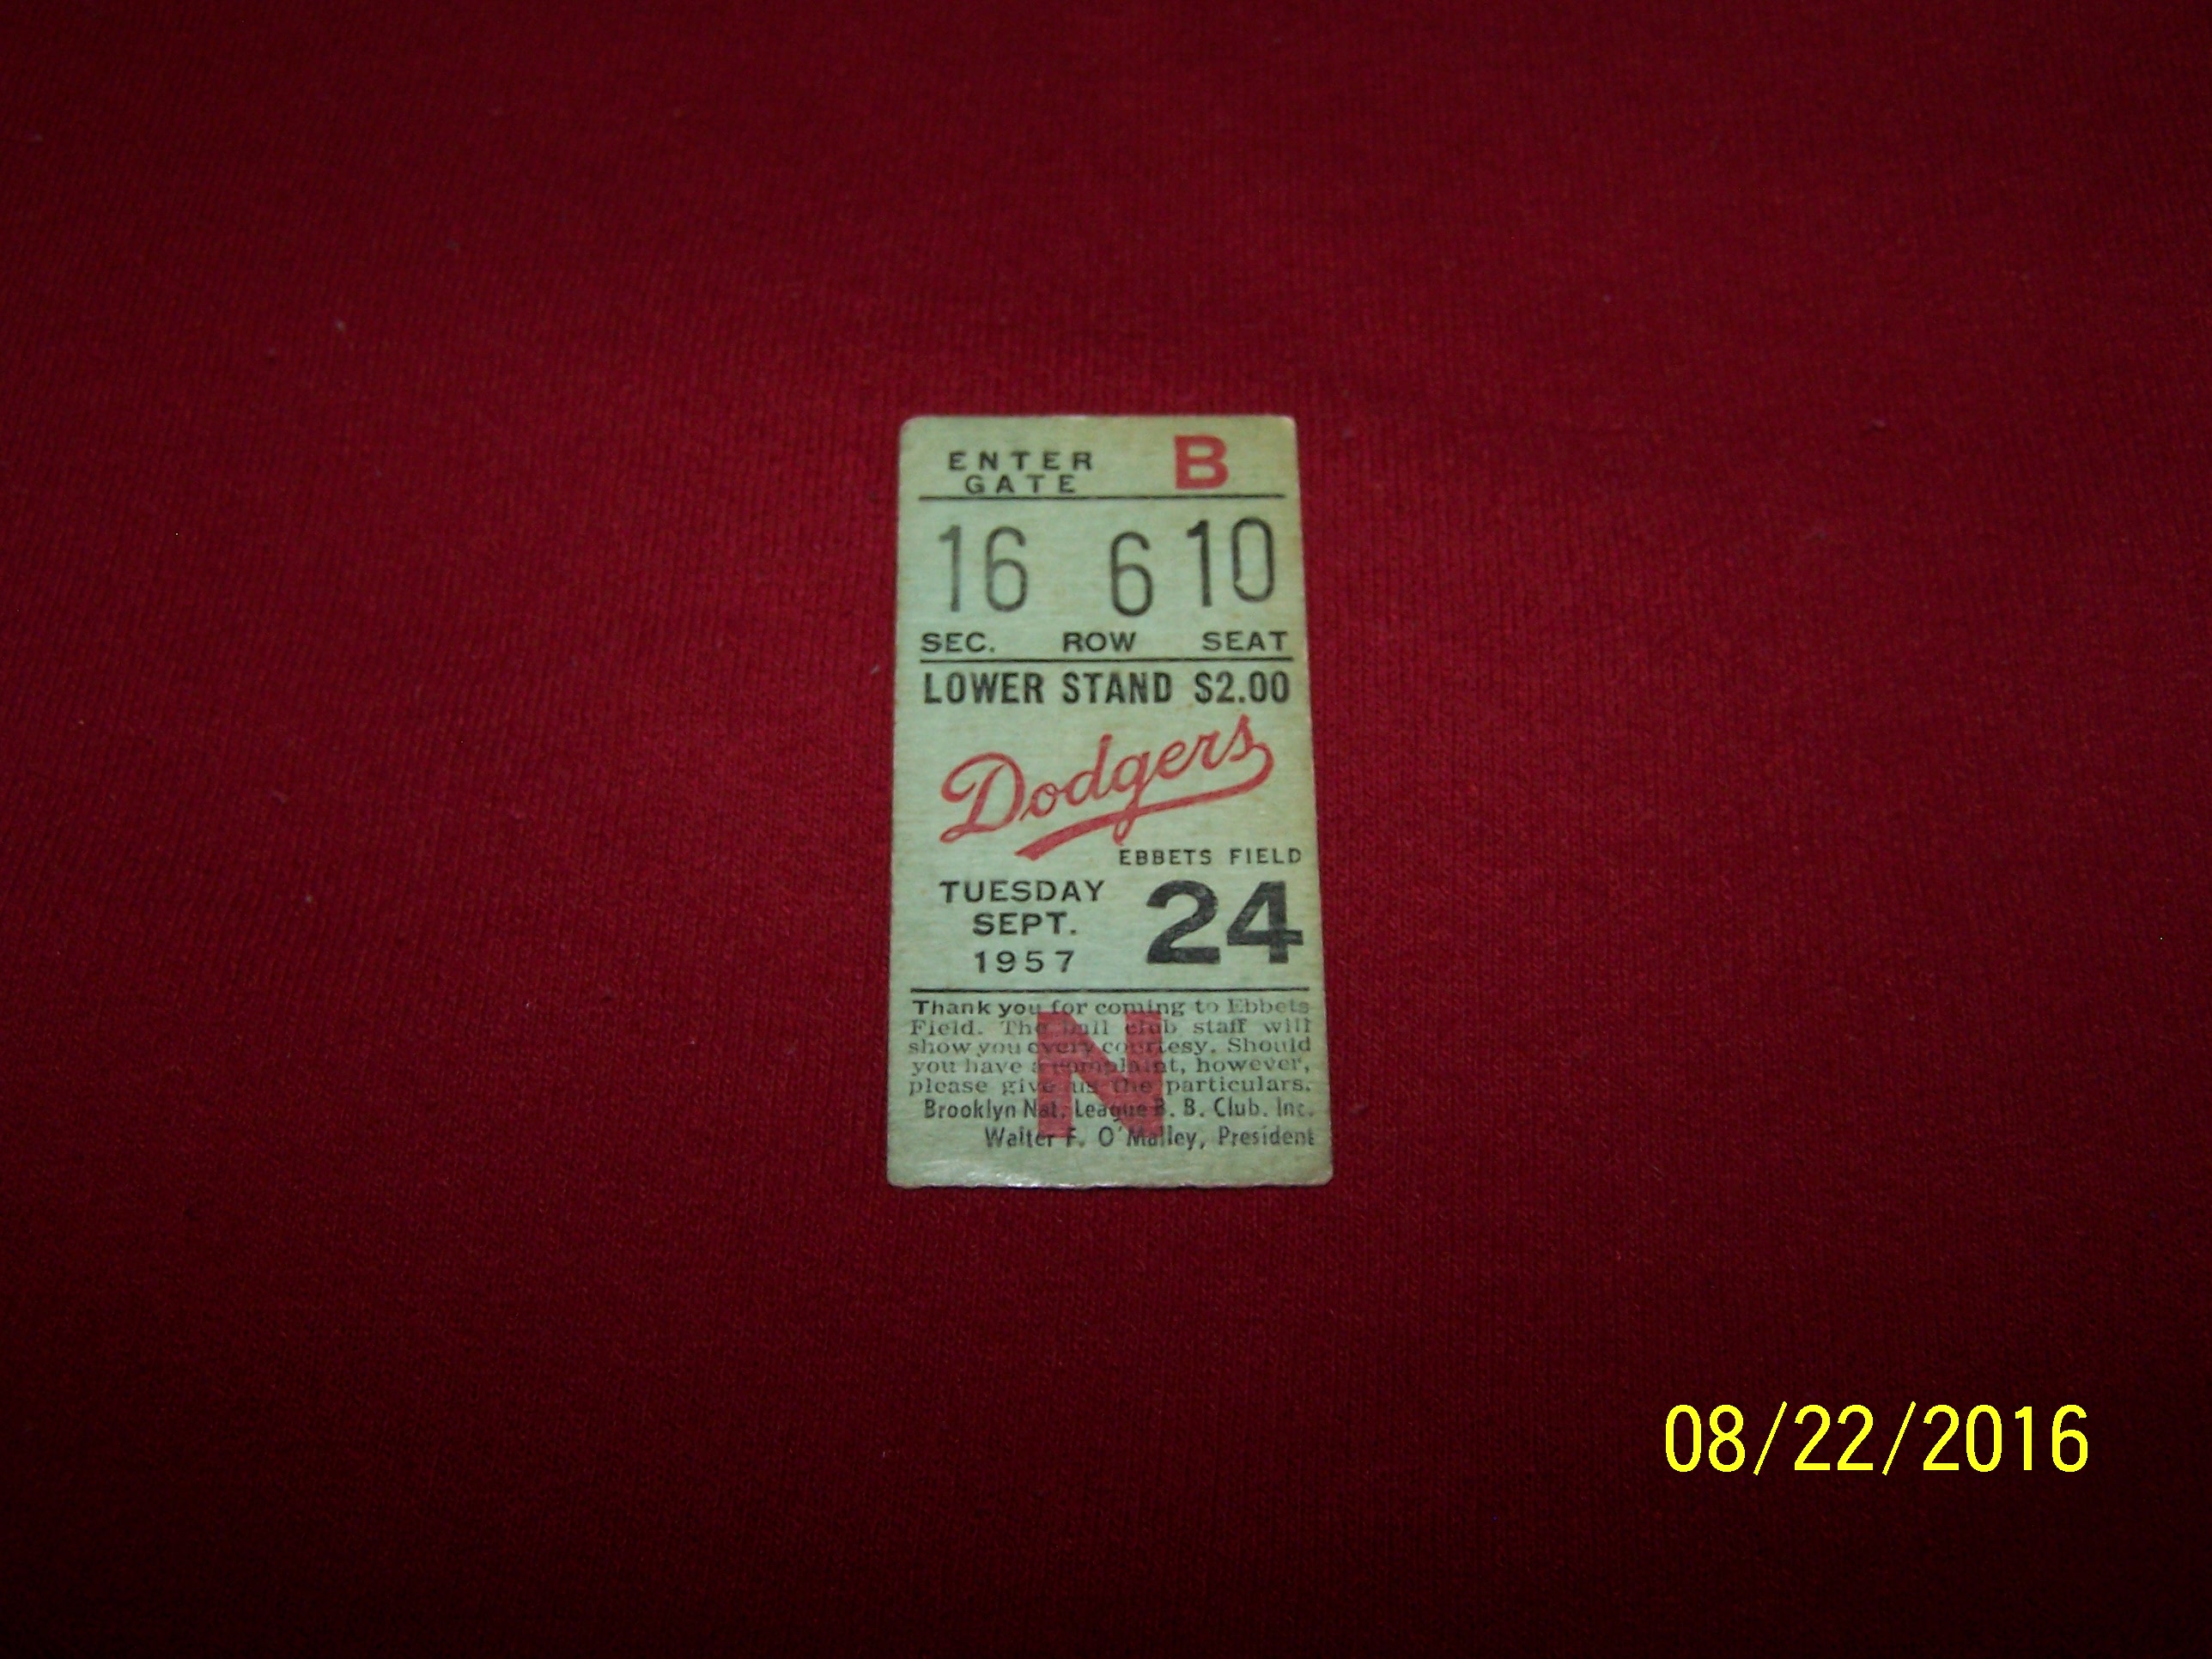 ENTER GATE B
16 6 10
SEC. ROW SEAT
LOWER STAND $2.00
Dodgers
EBBETS FIELD
TUESDAY
SEPT. 24
1957
Thank you for coming to Ebbets
Field. The ball club staff will
show you every courtesy. Should
you have a complaint, however,
please give us the particulars.
N
Brooklyn Nat. League B. B. Club. Inc.
Walter F. O'Malley, President
08/22/2016